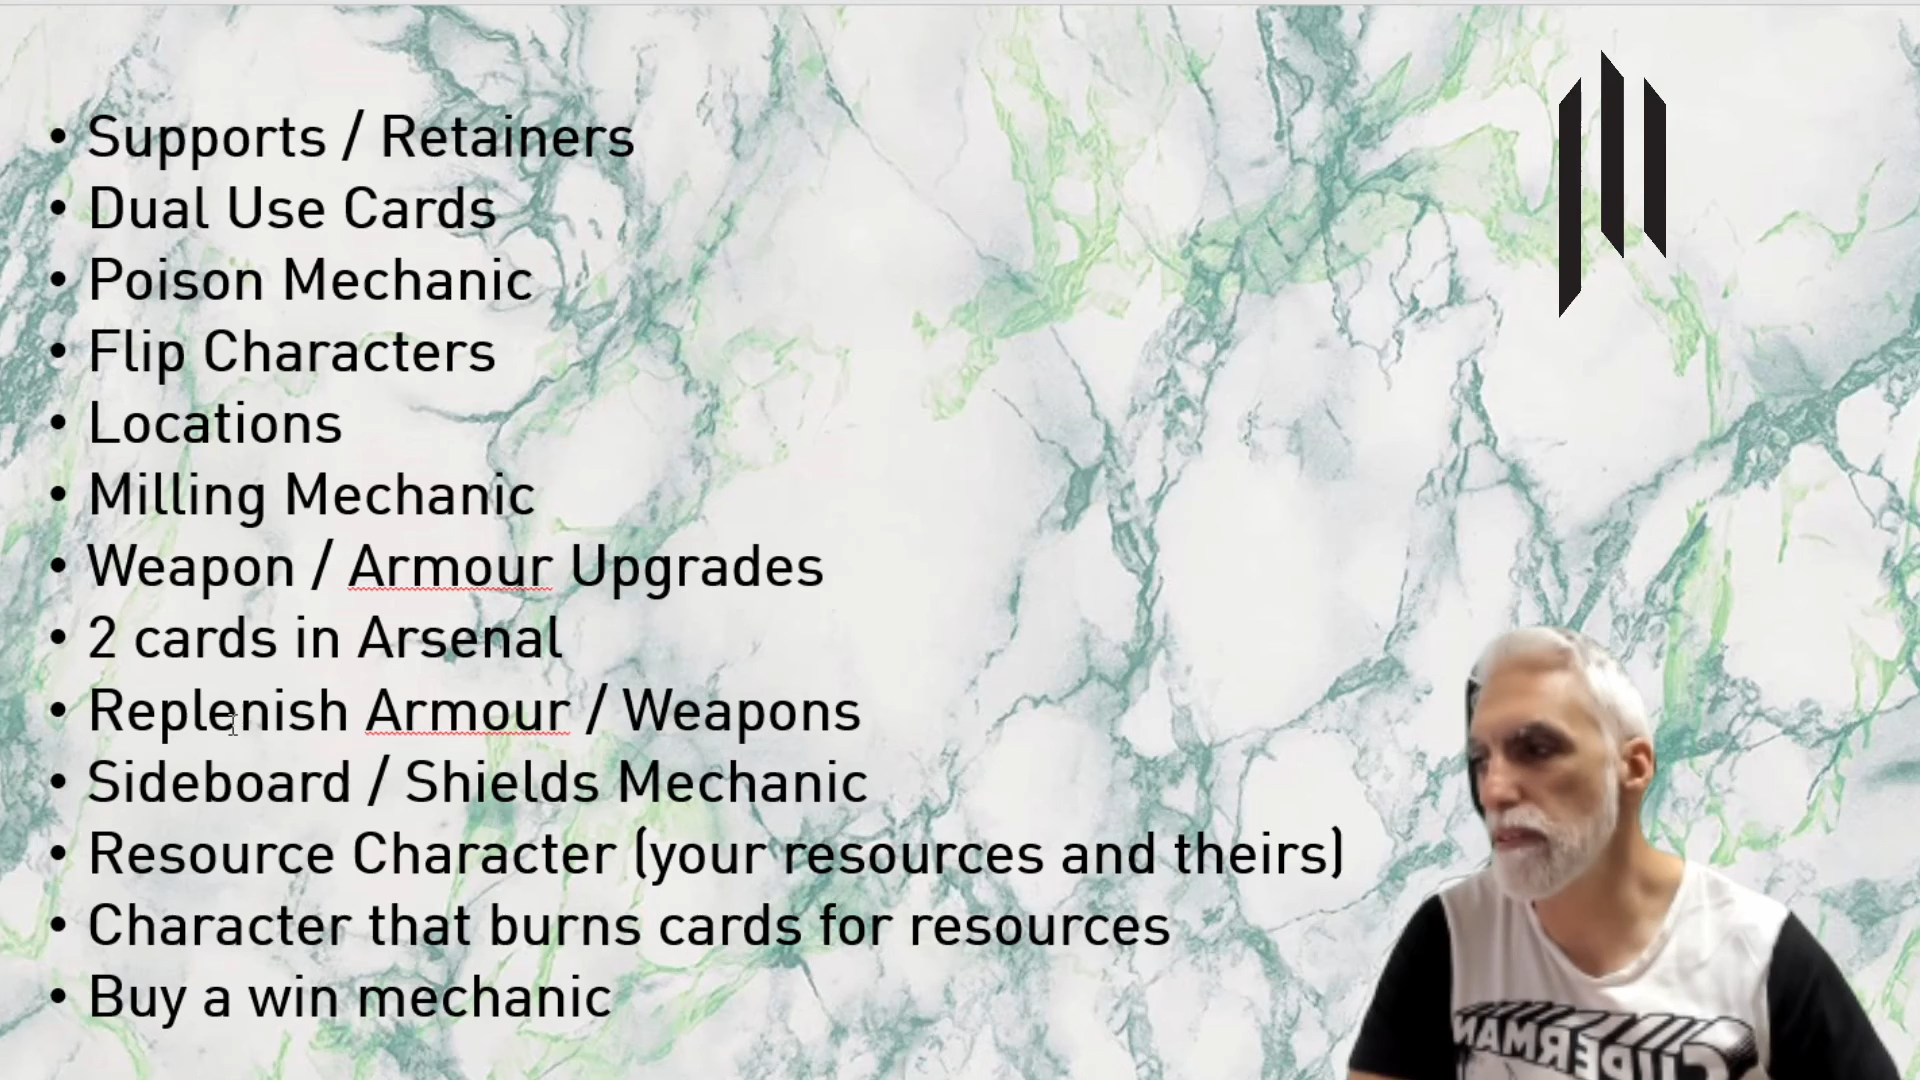 • Supports / Retainers
• Dual Use Cards
• Poison Mechanic
• Flip Characters
• Locations
• Milling Mechanic
• Weapon / Armour Upgrades
• 2 cards in Arsenal
• Replenish Armour / Weapons
• Sideboard / Shields Mechanic
• Resource Character (your resources and theirs)
• Character that burns cards for resources
• Buy a win mechanic
SUPERMAN